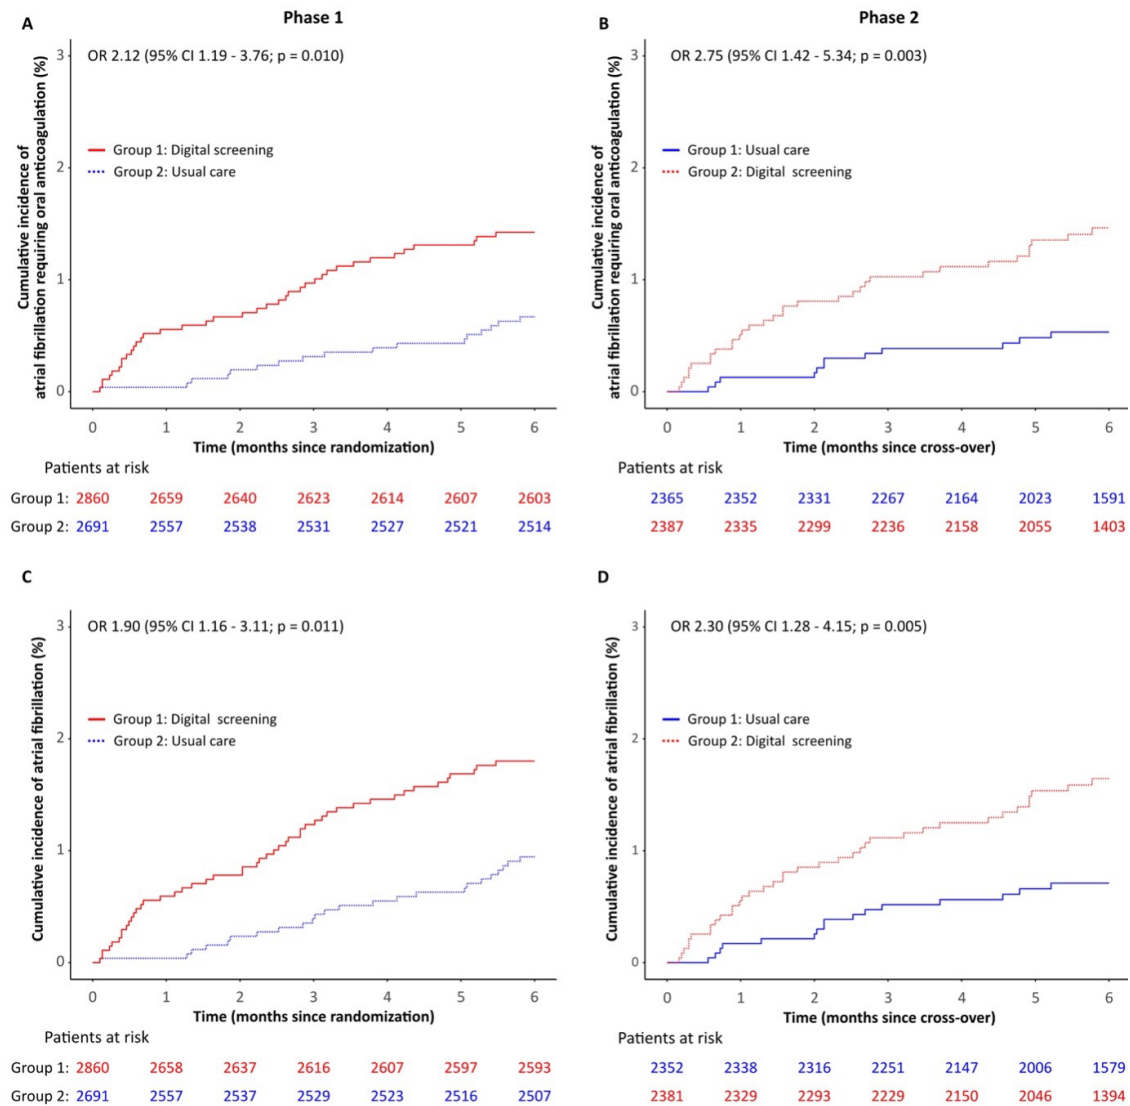 Phase 1
Phase 2
A
OR 2.12 (95% CI 1.19 - 3.76; p = 0.010)
Cumulative incidence of
atrial fibrillation requiring oral anticoagulation (%)
3
2
1
0
Group 1: Digital screening
Group 2: Usual care
0 1 2 3 4 5 6
Time (months since randomization)
Patients at risk
Group 1: 2860 2659 2640 2623 2614 2607 2603
Group 2: 2691 2557 2538 2531 2527 2521 2514
B
OR 2.75 (95% CI 1.42 - 5.34; p = 0.003)
Cumulative incidence of
atrial fibrillation requiring oral anticoagulation (%)
3
2
1
0
Group 1: Usual care
Group 2: Digital screening
0 1 2 3 4 5 6
Time (months since cross-over)
Patients at risk
2365 2352 2331 2267 2164 2023 1591
2387 2335 2299 2236 2158 2055 1403
C
OR 1.90 (95% CI 1.16 - 3.11; p = 0.011)
Cumulative incidence of atrial fibrillation (%)
3
2
1
0
Group 1: Digital screening
Group 2: Usual care
0 1 2 3 4 5 6
Time (months since randomization)
Patients at risk
Group 1: 2860 2658 2637 2616 2607 2597 2593
Group 2: 2691 2557 2537 2529 2523 2516 2507
D
OR 2.30 (95% CI 1.28 - 4.15; p = 0.005)
Cumulative incidence of atrial fibrillation (%)
3
2
1
0
Group 1: Usual care
Group 2: Digital screening
0 1 2 3 4 5 6
Time (months since cross-over)
Patients at risk
2352 2338 2316 2251 2147 2006 1579
2381 2329 2293 2229 2150 2046 1394